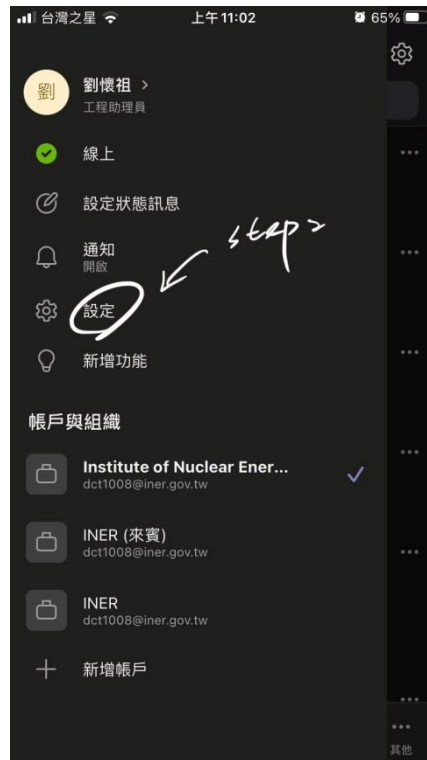 台灣之星
上午11:02
65%
劉
劉懷祖 >
工程助理員
線上
設定狀態訊息
step 2
通知
開啟
設定
新增功能
帳戶與組織
Institute of Nuclear Ener...
dct1008@iner.gov.tw
INER (來賓)
dct1008@iner.gov.tw
INER
dct1008@iner.gov.tw
新增帳戶
其他